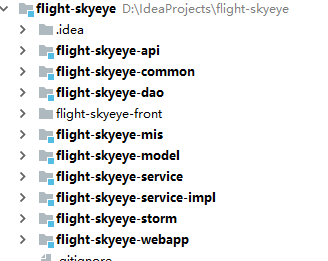 flight-skyeye D:\IdeaProjects\flight-skyeye
.idea
flight-skyeye-api
flight-skyeye-common
flight-skyeye-dao
flight-skyeye-front
flight-skyeye-mis
flight-skyeye-model
flight-skyeye-service
flight-skyeye-service-impl
flight-skyeye-storm
flight-skyeye-webapp
.gitignore